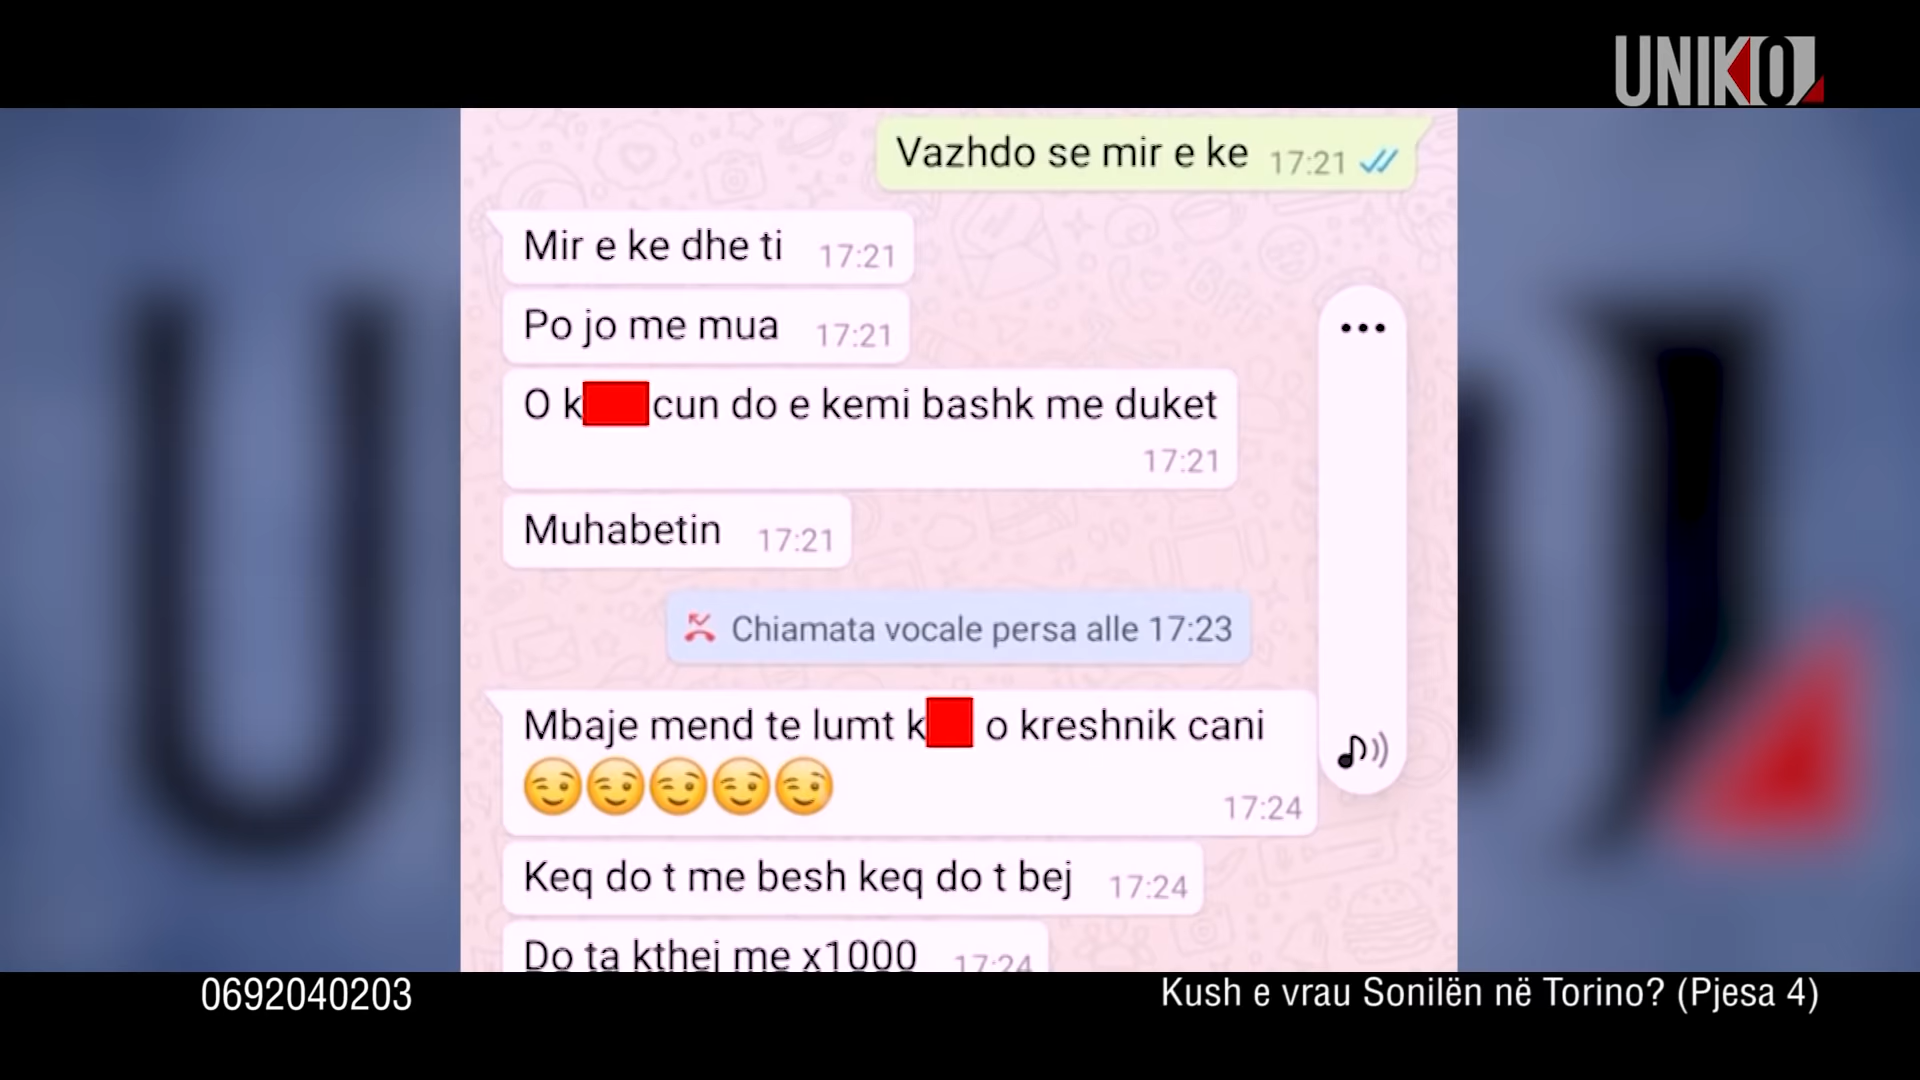 UNIKO
Vazhdo se mir e ke 17:21
Mir e ke dhe ti 17:21
Po jo me mua 17:21
O k cun do e kemi bashk me duket
17:21
Muhabetin 17:21
Chiamata vocale persa alle 17:23
Mbaje mend te lumt k o kreshnik cani
😏😏😏😏😏
17:24
Keq do t me besh keq do t bej 17:24
Do ta kthej me x1000 17:24
0692040203
Kush e vrau Sonilën në Torino? (Pjesa 4)